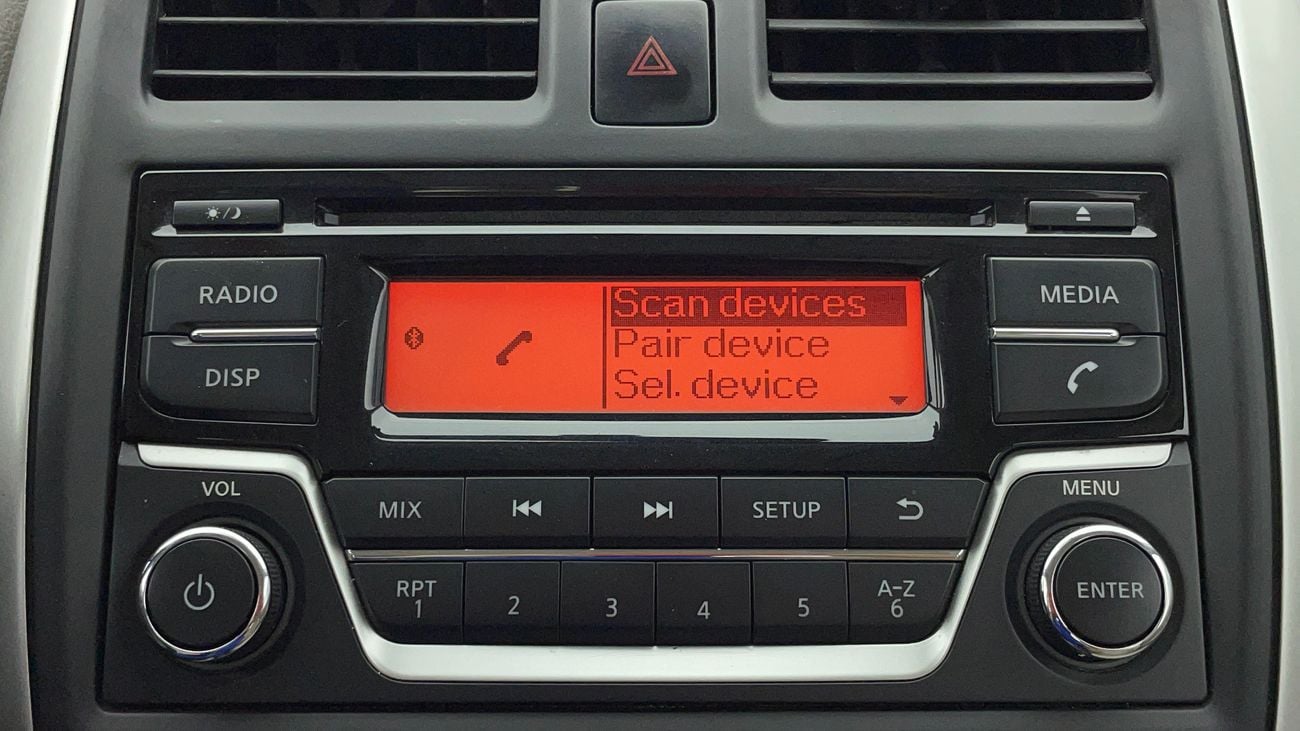 RADIO
DISP
Scan devices
Pair device
Sel. device
MEDIA
VOL
MIX
SETUP
MENU
RPT
1
2
3
4
5
A-Z
6
ENTER